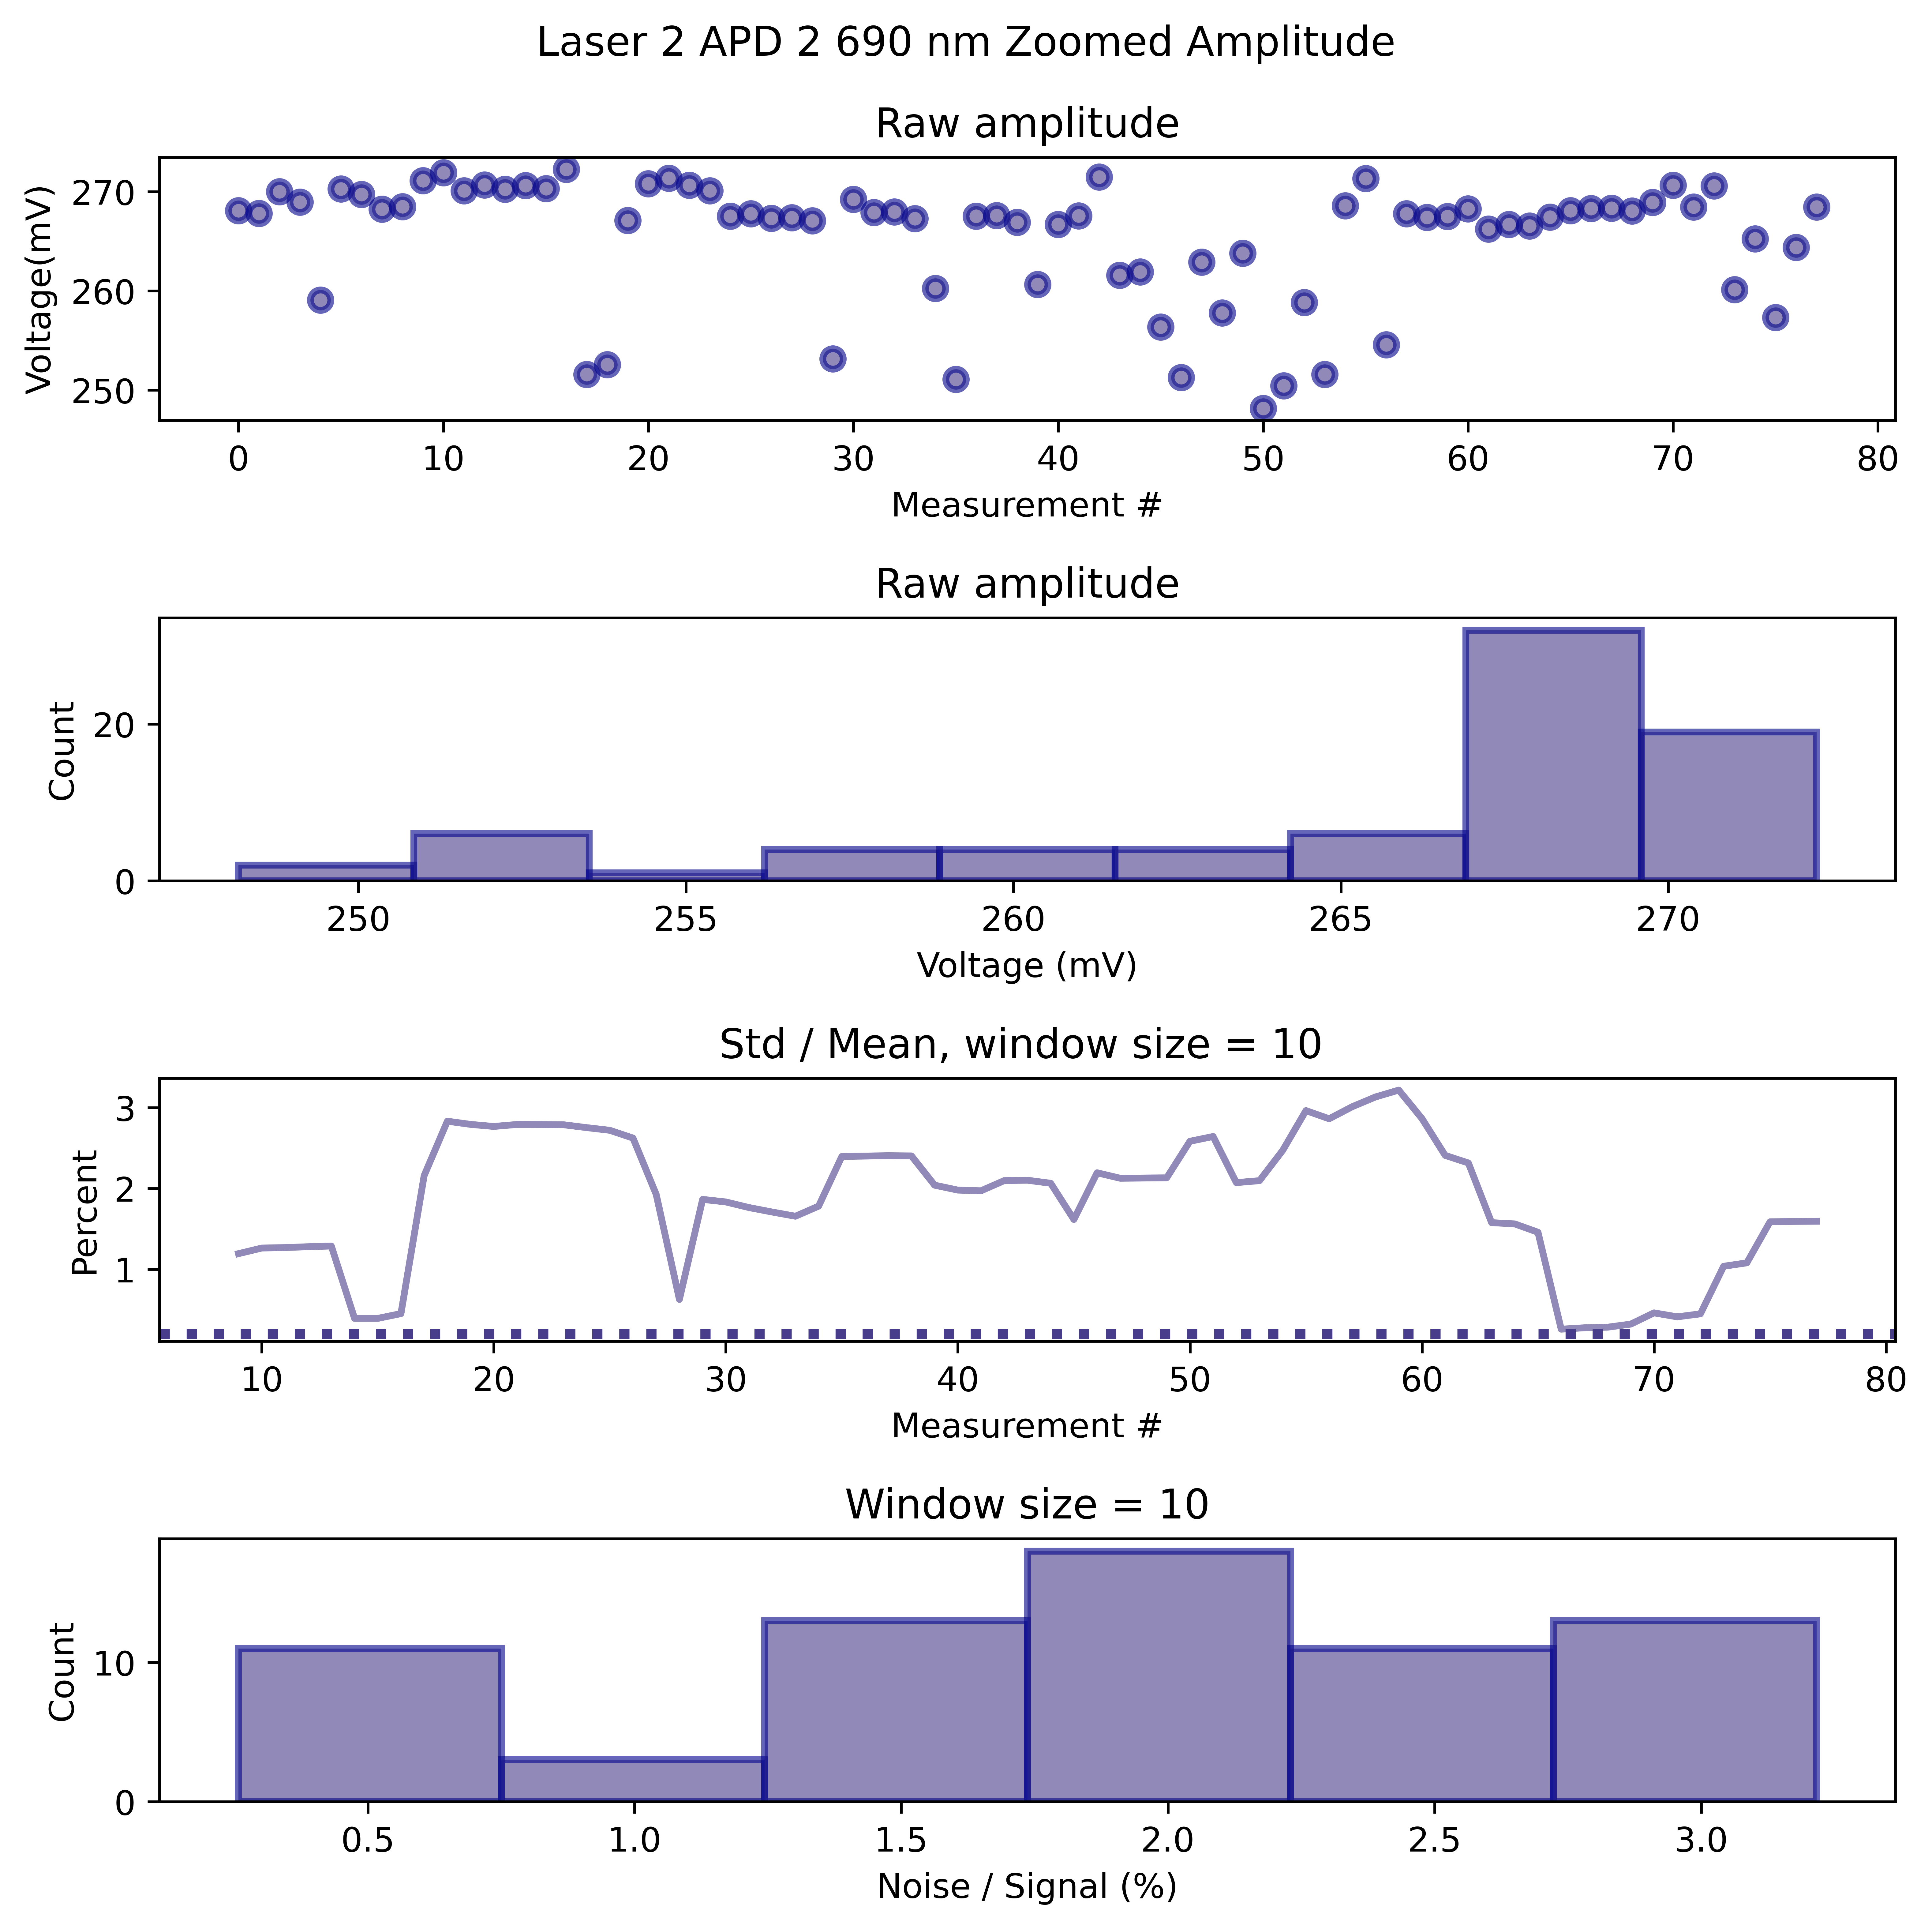 Laser 2 APD 2 690 nm Zoomed Amplitude
Raw amplitude
Voltage(mV)
270
260
250
0 10 20 30 40 50 60 70 80
Measurement #
Raw amplitude
Count
20
0
250 255 260 265 270
Voltage (mV)
Std / Mean, window size = 10
Percent
3
2
1
10 20 30 40 50 60 70 80
Measurement #
Window size = 10
Count
10
0
0.5 1.0 1.5 2.0 2.5 3.0
Noise / Signal (%)